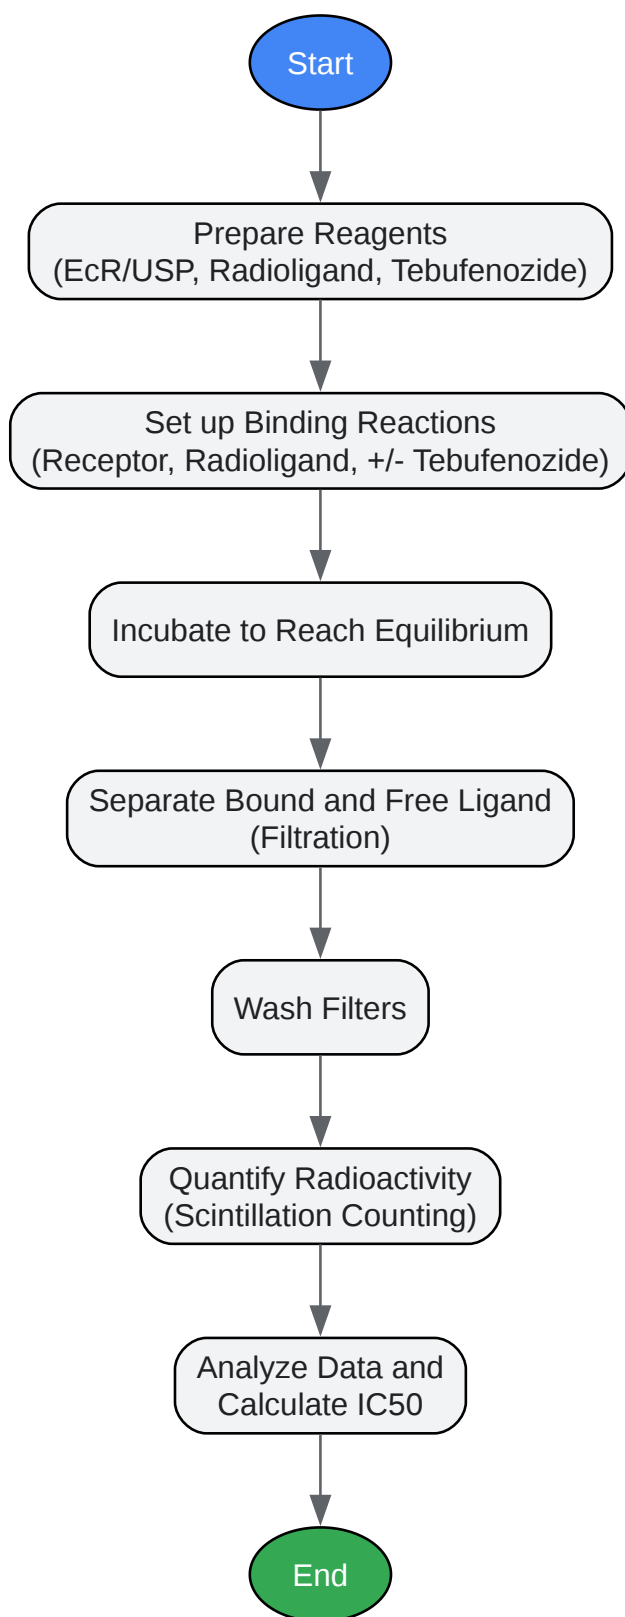 Start
Prepare Reagents
(EcR/USP, Radioligand, Tebufenozide)
Set up Binding Reactions
(Receptor, Radioligand, +/- Tebufenozide)
Incubate to Reach Equilibrium
Separate Bound and Free Ligand
(Filtration)
Wash Filters
Quantify Radioactivity
(Scintillation Counting)
Analyze Data and
Calculate IC50
End